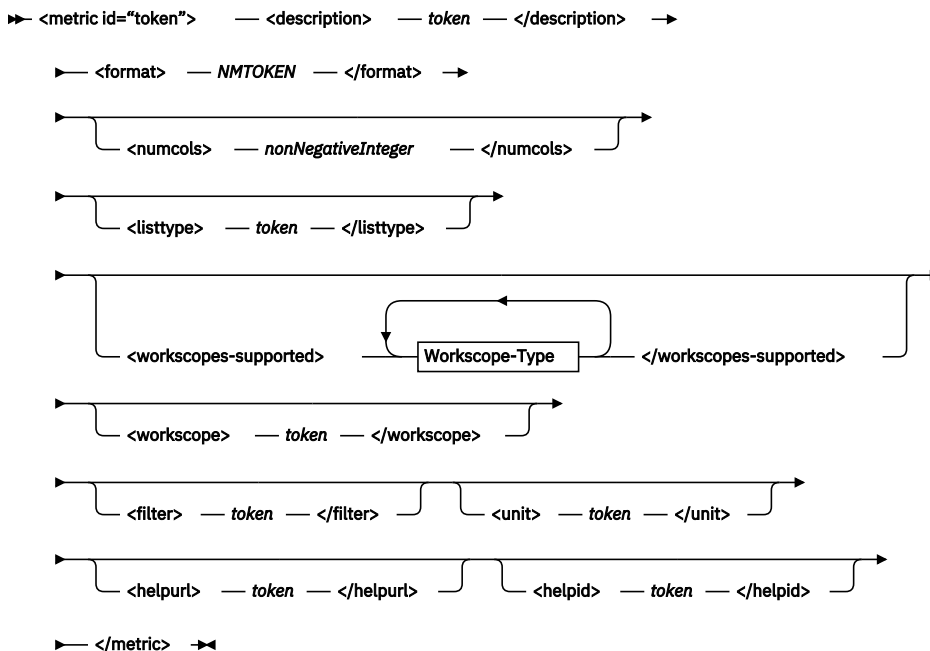 <metric id=“token”> <description> token </description>
<format> NMTOKEN </format>
<numcols> nonNegativeInteger </numcols>
<listtype> token </listtype>
<workscopes-supported> Workscope-Type </workscopes-supported>
<workscope> token </workscope>
<filter> token </filter> <unit> token </unit>
<helpurl> token </helpurl> <helpid> token </helpid>
</metric>